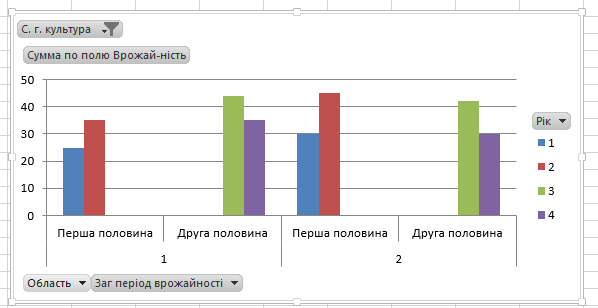 С. г. культура
Сумма по полю Врожай-ність
50
40
30
20
10
0
Перша половина Друга половина Перша половина Друга половина
1 2
Рік
1
2
3
4
Область Заг період врожайності